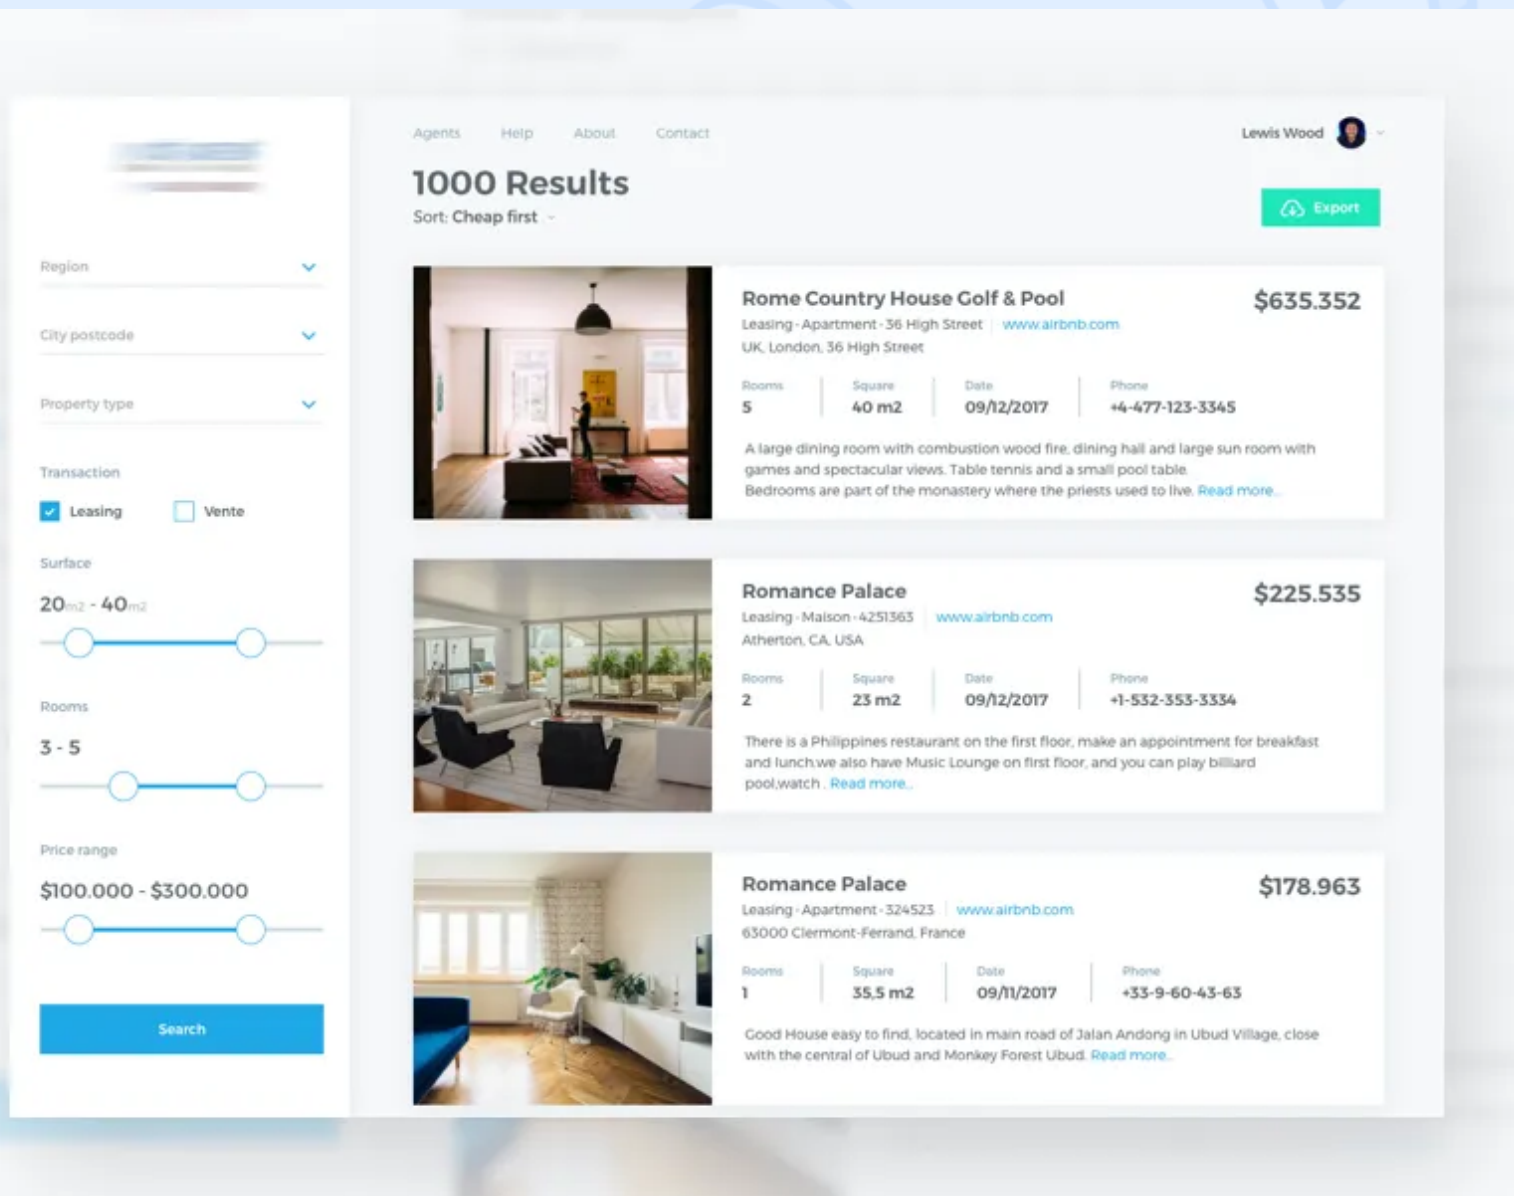 Agents Help About Contact
Lewis Wood
1000 Results
Sort: Cheap first
Export
Region
City postcode
Property type
Transaction
Leasing Vente
Surface
20m2 - 40m2
Rooms
3 - 5
Price range
$100.000 - $300.000
Search
Rome Country House Golf & Pool
$635.352
Leasing - Apartment - 36 High Street www.airbnb.com
UK, London, 36 High Street
Rooms Square Date Phone
5 40 m2 09/12/2017 +4-477-123-3345
A large dining room with combustion wood fire, dining hall and large sun room with
games and spectacular views. Table tennis and a small pool table.
Bedrooms are part of the monastery where the priests used to live. Read more...
Romance Palace
$225.535
Leasing - Maison - 4251363 www.airbnb.com
Atherton, CA, USA
Rooms Square Date Phone
2 23 m2 09/12/2017 +1-532-353-3334
There is a Philippines restaurant on the first floor, make an appointment for breakfast
and lunch.we also have Music Lounge on first floor, and you can play billiard
pool,watch . Read more...
Romance Palace
$178.963
Leasing - Apartment - 324523 www.airbnb.com
63000 Clermont-Ferrand, France
Rooms Square Date Phone
1 35,5 m2 09/11/2017 +33-9-60-43-63
Good House easy to find, located in main road of Jalan Andong in Ubud Village, close
with the central of Ubud and Monkey Forest Ubud. Read more...